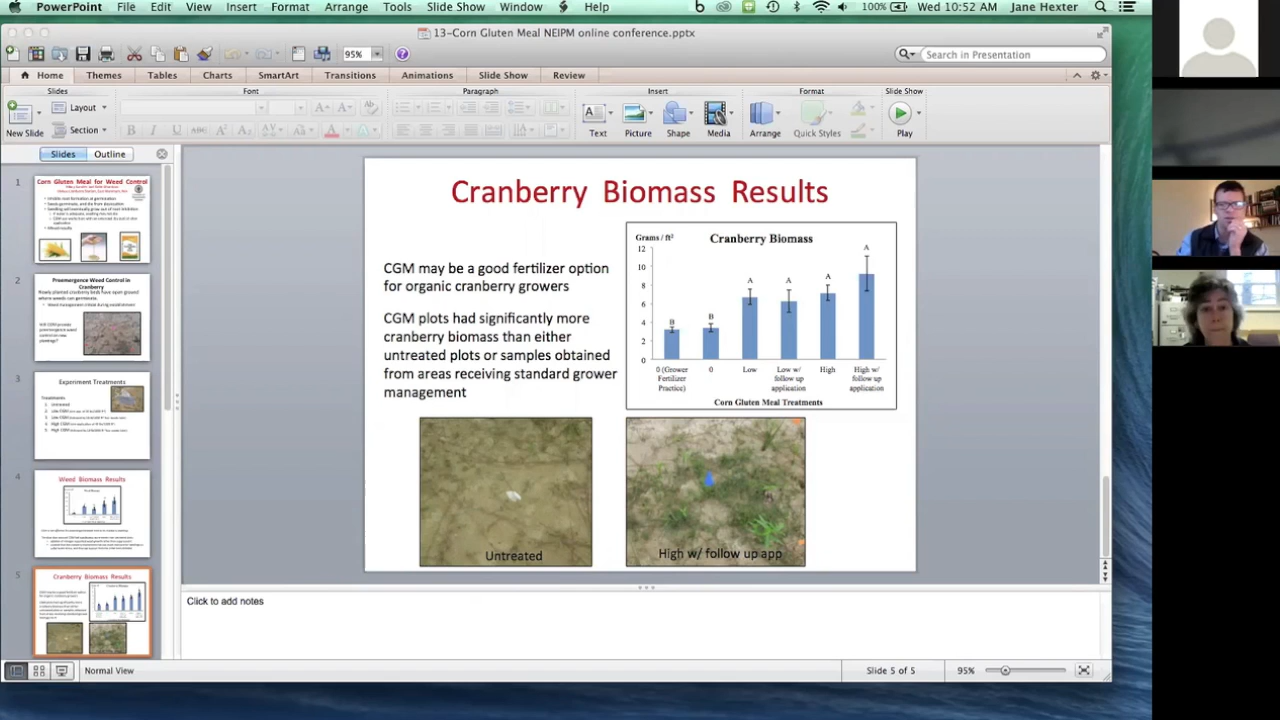 PowerPoint File Edit View Insert Format Arrange Tools Slide Show Window Help 100% Wed 10:52 AM Jane Hexter
13-Corn Gluten Meal NEIPM online conference.pptx
95% Search in Presentation
Home Themes Tables Charts SmartArt Transitions Animations Slide Show Review
Slides Font Paragraph Insert Format Slide Show
New Slide Layout Section Text Picture Shape Media Arrange Quick Styles Play
Slides Outline
1
Corn Gluten Meal for Weed Control
2
Preemergence Weed Control in
Cranberry
3
Experiment Treatments
4
Weed Biomass Results
5
Cranberry Biomass Results
Cranberry Biomass Results
CGM may be a good fertilizer option
for organic cranberry growers
CGM plots had significantly more
cranberry biomass than either
untreated plots or samples obtained
from areas receiving standard grower
management
Grams / ft²
Cranberry Biomass
12
10
8
6
4
2
0
B B A A A A
0 (Grower
Fertilizer
Practice)
0
Low
Low w/
follow up
application
High
High w/
follow up
application
Corn Gluten Meal Treatments
Untreated
High w/ follow up app
Click to add notes
Normal View Slide 5 of 5 95%